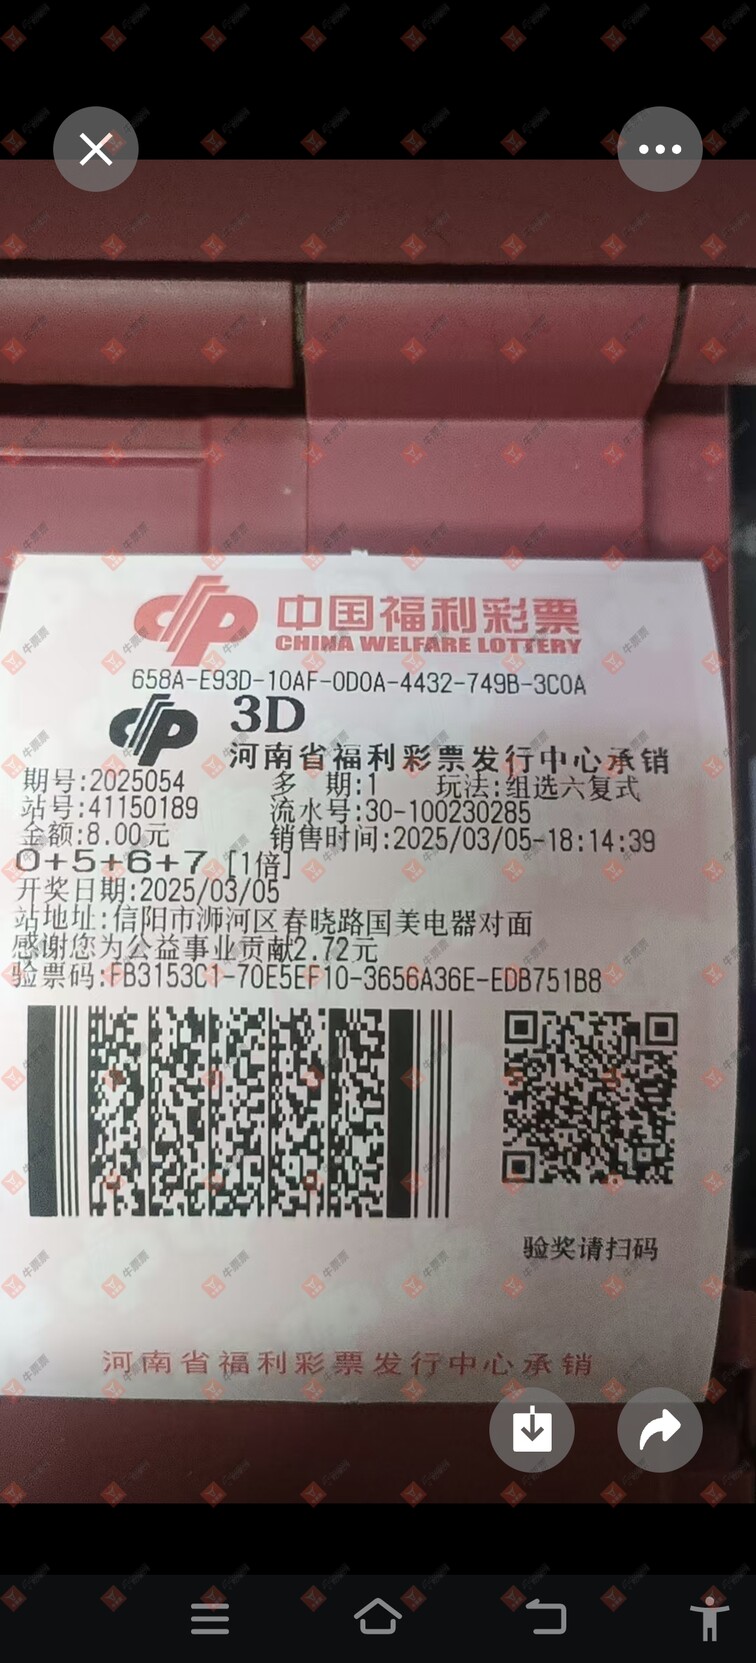 中国福利彩票
CHINA WELFARE LOTTERY
658A-E93D-10AF-0D0A-4432-749B-3C0A
3D
河南省福利彩票发行中心承销
期号:2025054 多 期:1 玩法:组选六复式
站号:41150189 流水号:30-100230285
金额:8.00元 销售时间:2025/03/05-18:14:39
0+5+6+7 [1倍]
开奖日期:2025/03/05
站地址:信阳市浉河区春晓路国美电器对面
感谢您为公益事业贡献2.72元
验票码:FB3153C1-70E5EF10-3656A36E-EDB751B8
验奖请扫码
河南省福利彩票发行中心承销
牛票票